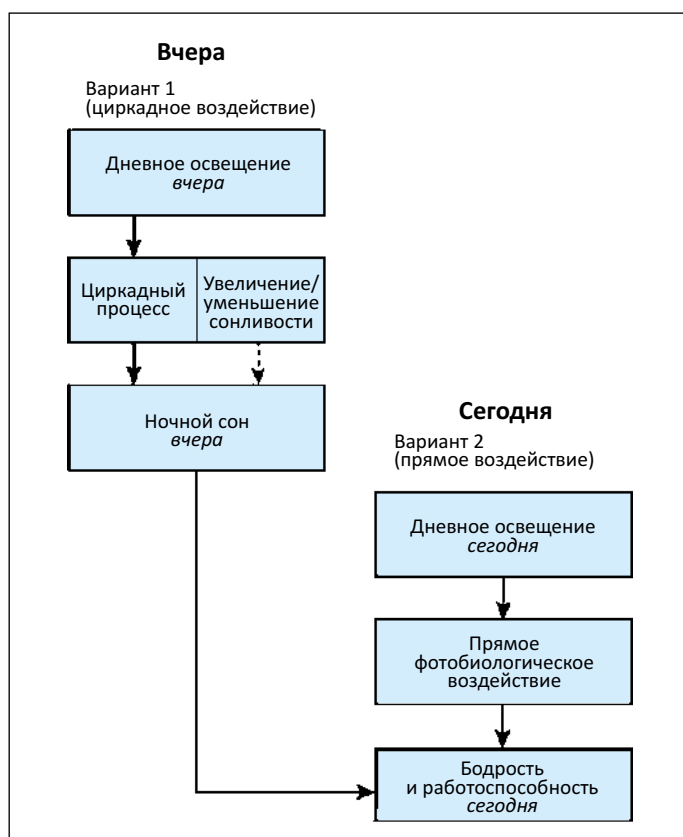 Вчера
Вариант 1
(циркадное воздействие)
Дневное освещение
вчера
Циркадный
процесс
Увеличение/
уменьшение
сонливости
Ночной сон
вчера
Сегодня
Вариант 2
(прямое воздействие)
Дневное освещение
сегодня
Прямое
фотобиологическое
воздействие
Бодрость
и работоспособность
сегодня